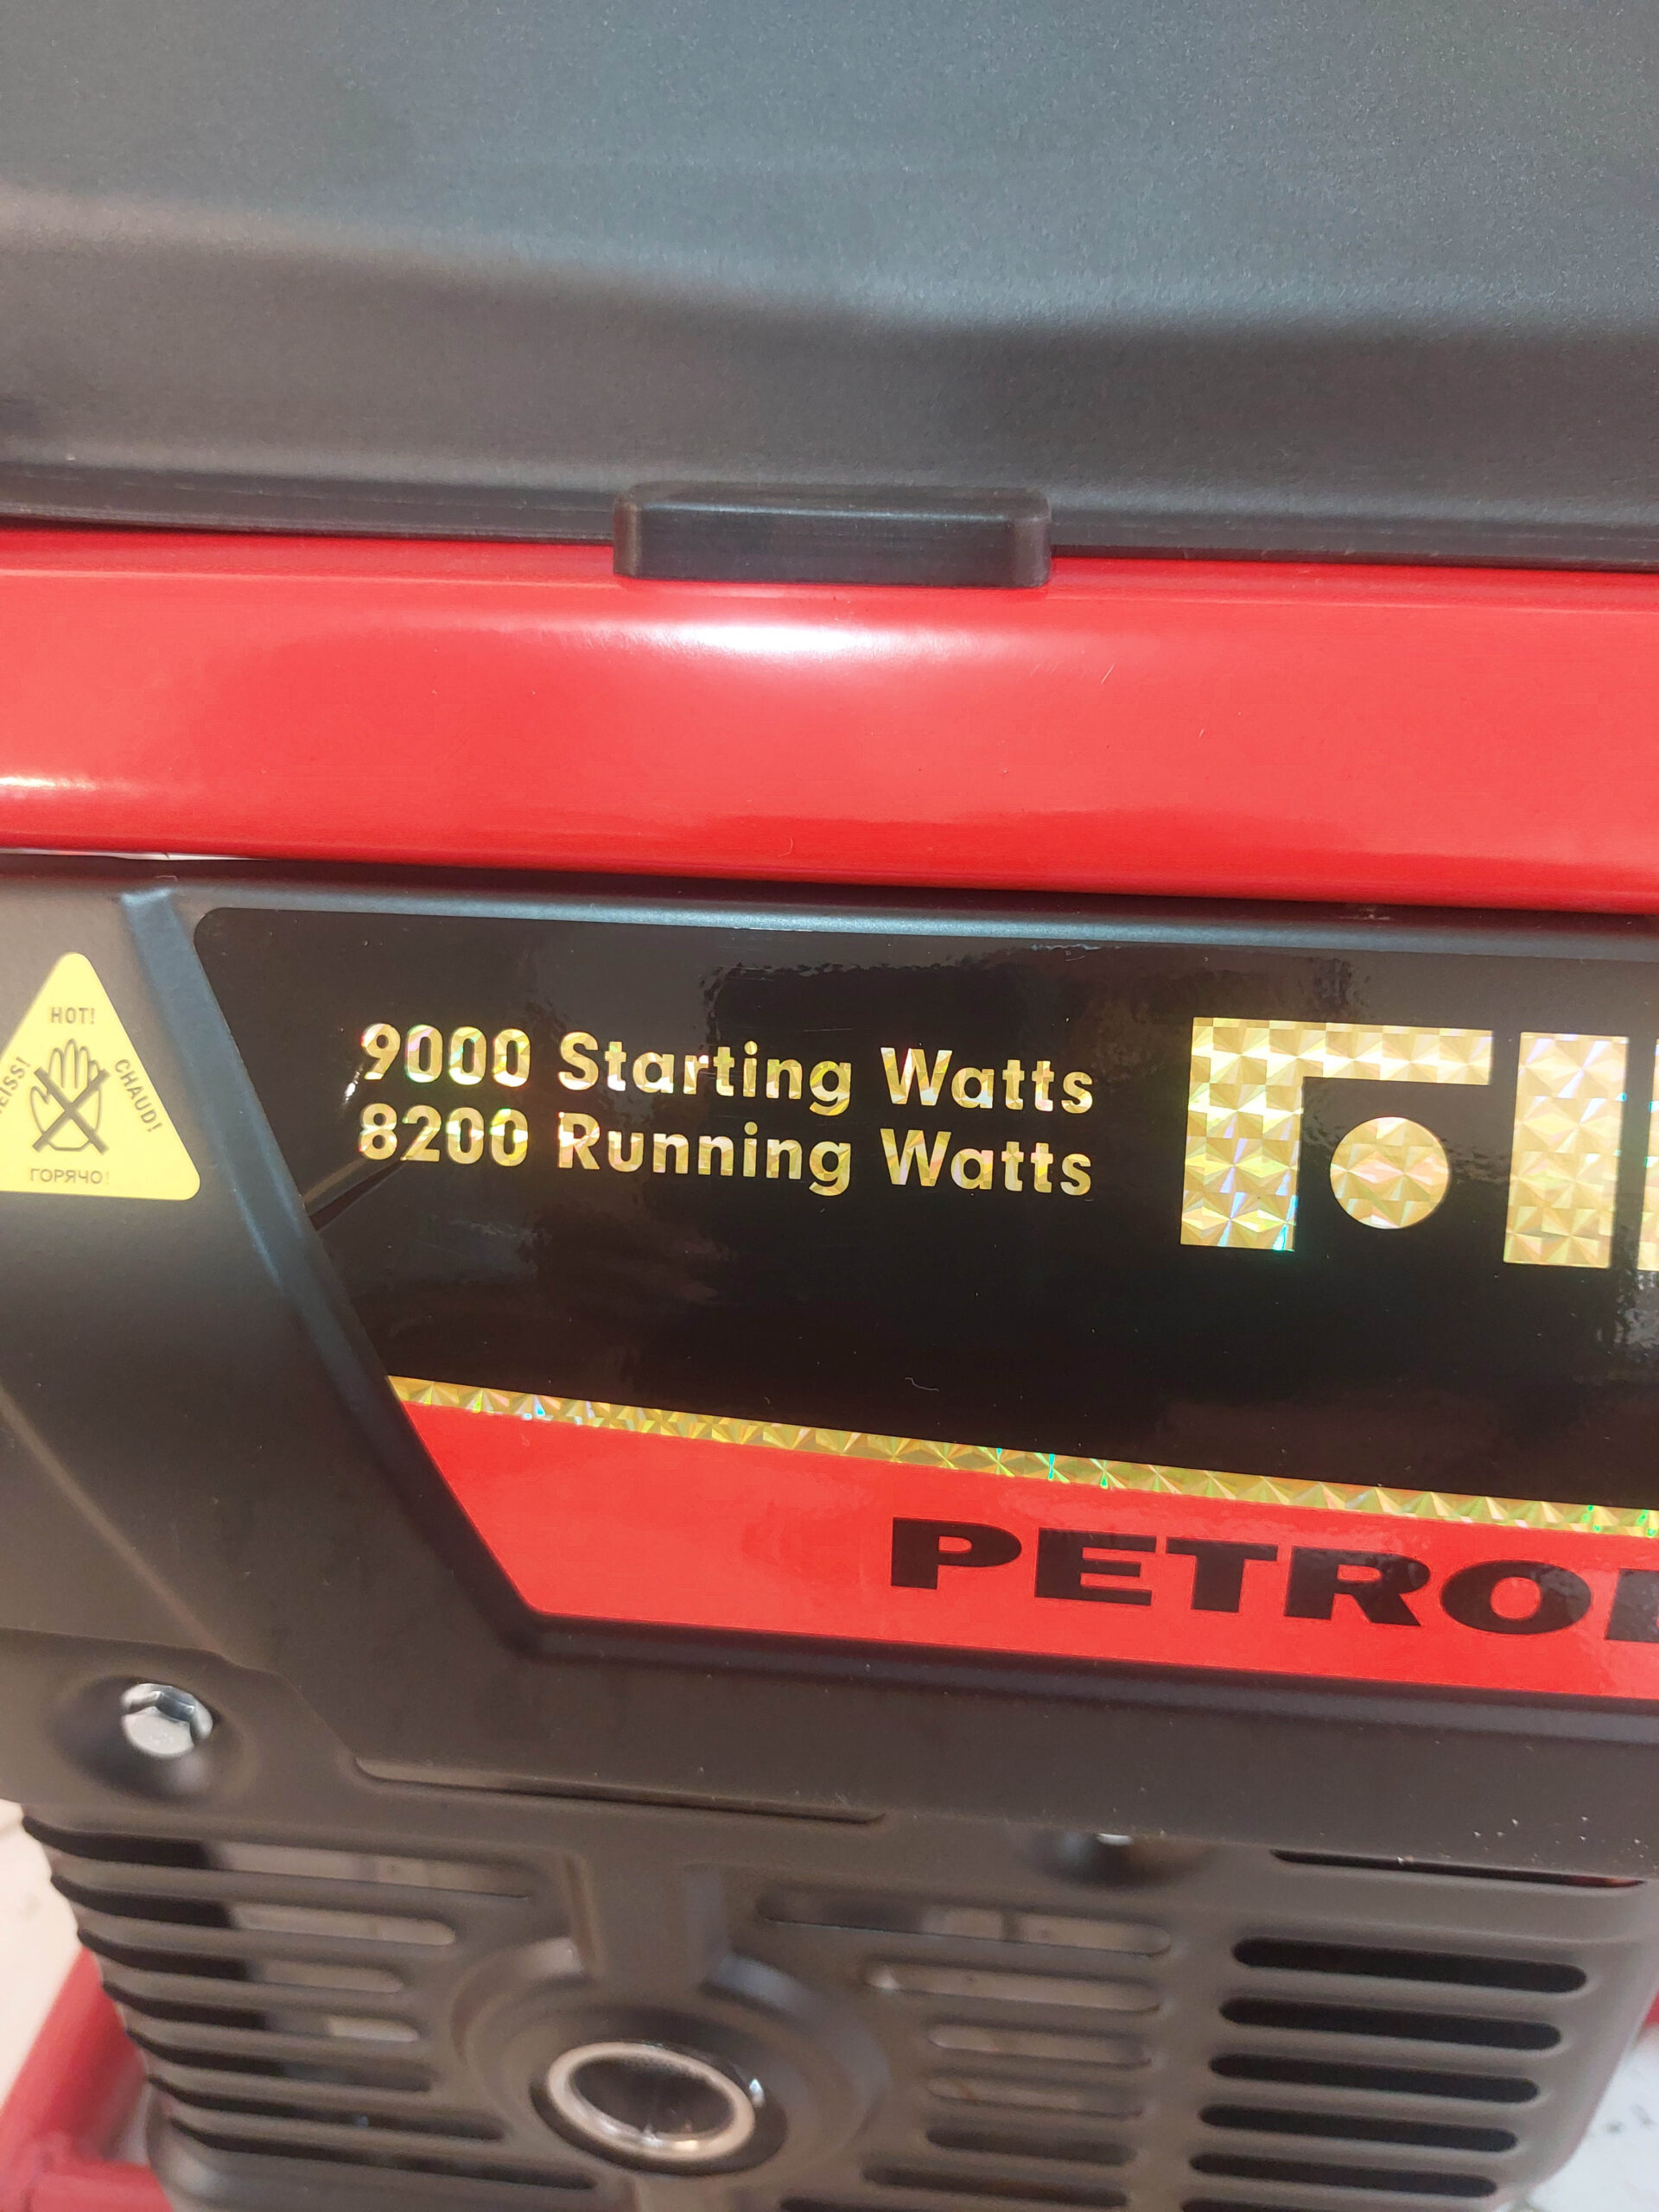 HOT!
CHAUD!
ГОРЯЧО!
9000 Starting Watts
8200 Running Watts